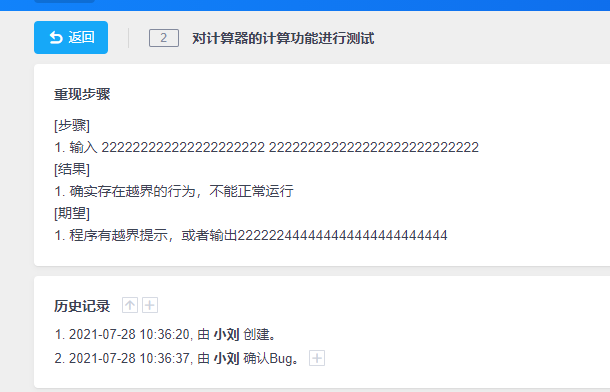 返回
2 对计算器的计算功能进行测试
重现步骤
[步骤]
1. 输入 222222222222222222222 222222222222222222222222222
[结果]
1. 确实存在越界的行为，不能正常运行
[期望]
1. 程序有越界提示，或者输出222222444444444444444444444
历史记录
1. 2021-07-28 10:36:20, 由 小刘 创建。
2. 2021-07-28 10:36:37, 由 小刘 确认Bug。